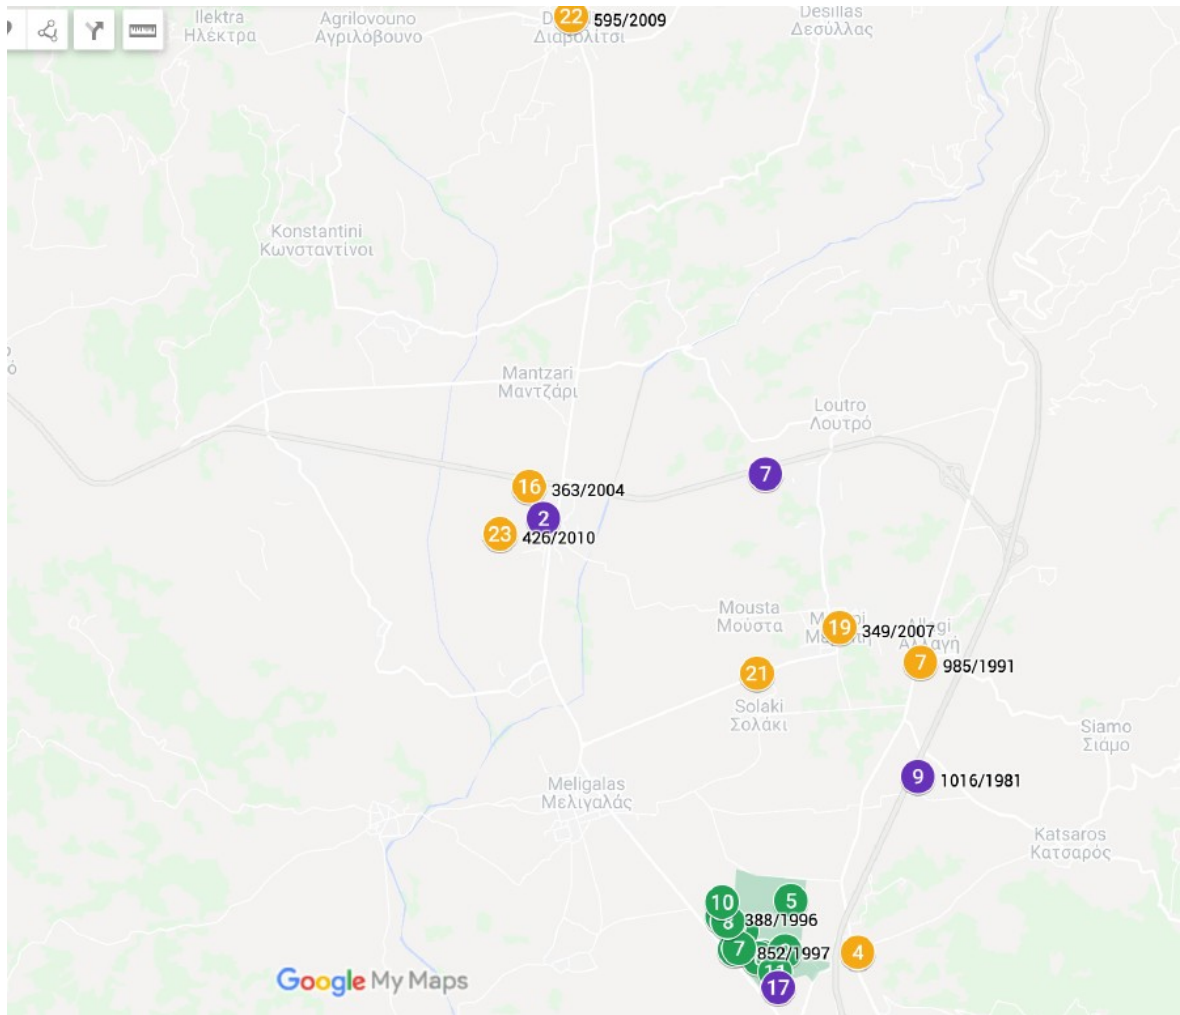 Ilektra
Ηλέκτρα
Agrilovouno
Αγριλόβουνο
22 595/2009
Διαβολίτσι
Desillas
Δεσύλλας
Konstantini
Κωνσταντίνοι
Mantzari
Μαντζάρι
Loutro
Λουτρό
7
16 363/2004
2
23 426/2010
Mousta
Μούστα
19 349/2007
7 985/1991
21
Solaki
Σολάκι
Siamo
Σιάμο
9 1016/1981
Meligalas
Μελιγαλάς
Katsaros
Κατσαρός
10
5
8 388/1996
7 852/1997
4
11
17
Google My Maps